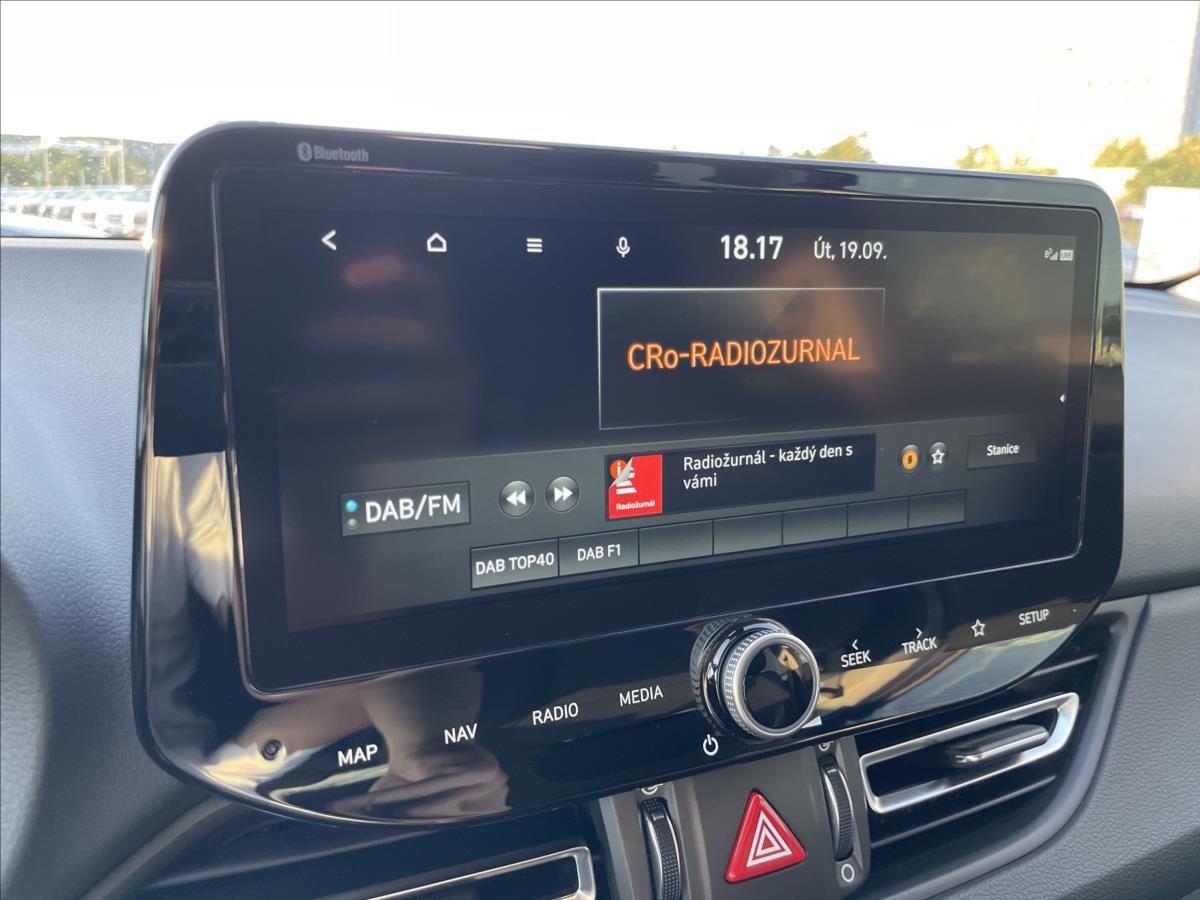 Bluetooth
18.17 Út, 19.09.
LIVE
CRo-RADIOZURNAL
Radiožurnál - každý den s
vámi
Radiožurnál
Stanice
DAB/FM
DAB TOP40 DAB F1
MAP NAV RADIO MEDIA
SEEK TRACK SETUP